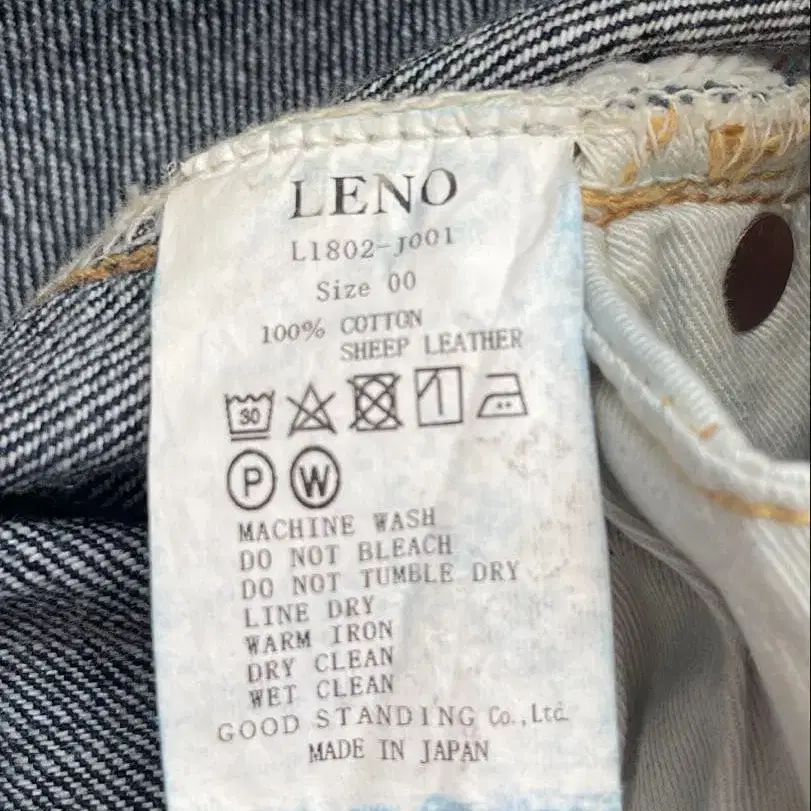 LENO
L1802-J001
Size 00
100% COTTON
SHEEP LEATHER
30
P W
MACHINE WASH
DO NOT BLEACH
DO NOT TUMBLE DRY
LINE DRY
WARM IRON
DRY CLEAN
WET CLEAN
GOOD STANDING Co.,Ltd.
MADE IN JAPAN